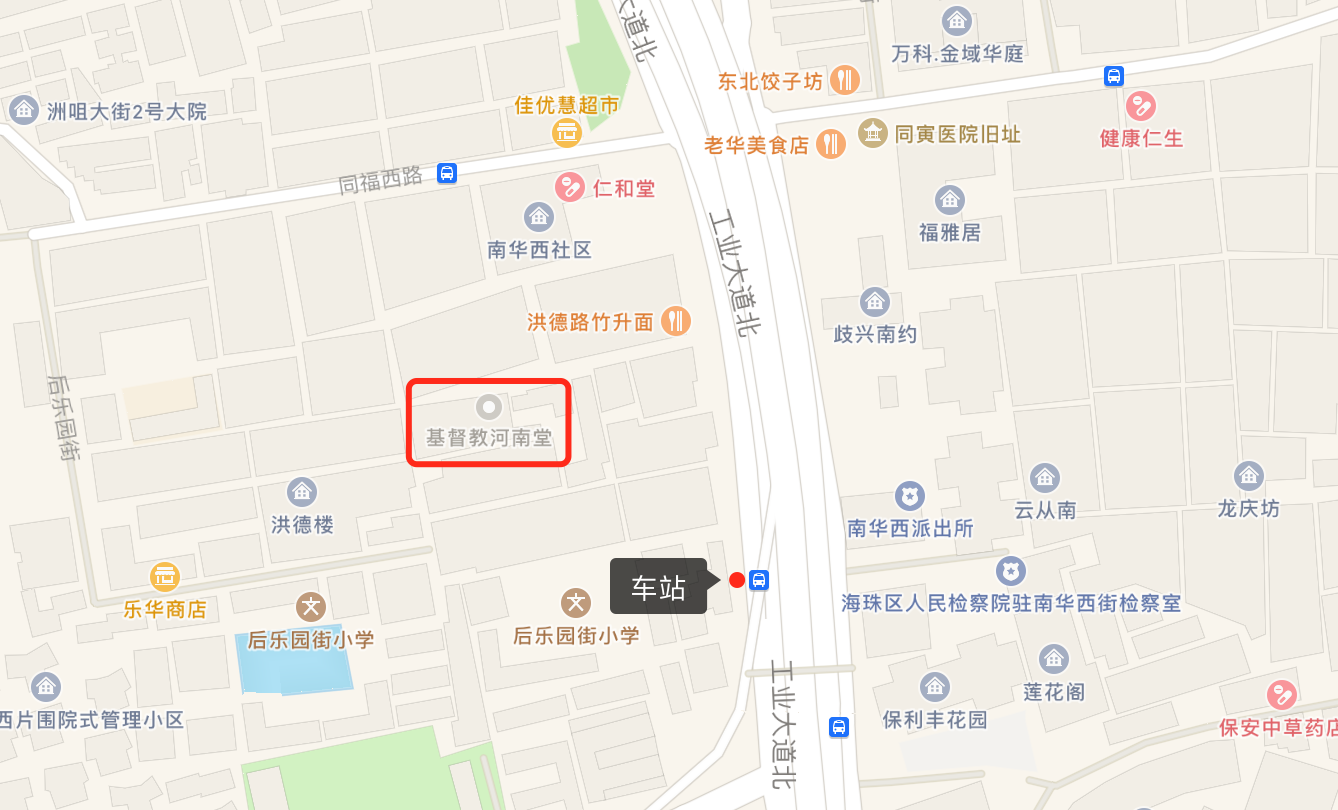 大道北
万科.金域华庭
东北饺子坊
佳优慧超市
洲咀大街2号大院
老华美食店
同寅医院旧址
健康仁生
同福西路
仁和堂
福雅居
南华西社区
工业大道北
洪德路竹升面
歧兴南约
后乐园街
基督教河南堂
洪德楼
南华西派出所
云从南
龙庆坊
车站
乐华商店
后乐园街小学
后乐园街小学
海珠区人民检察院驻南华西街检察室
西片围院式管理小区
工业大道北
保利丰花园
莲花阁
保安中草药店